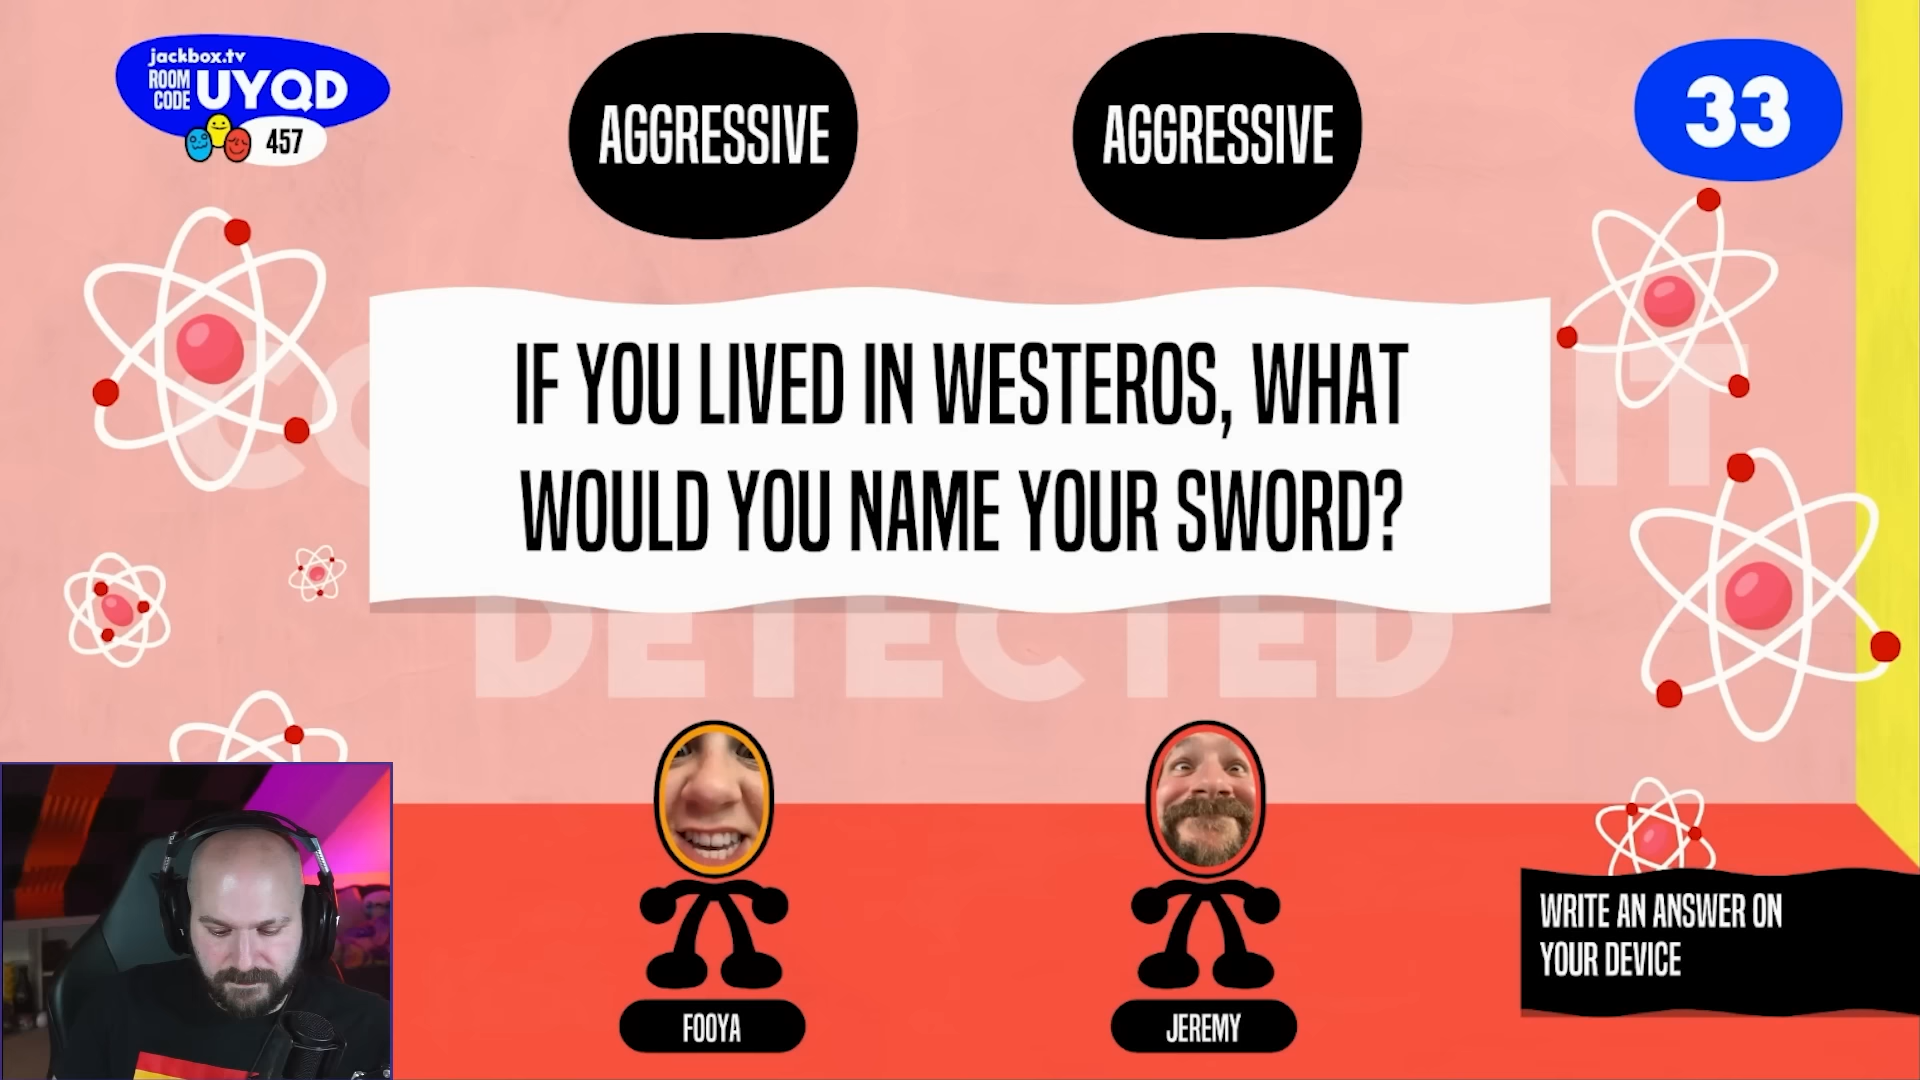 jackbox.tv
ROOM CODE UYQD
457
AGGRESSIVE
AGGRESSIVE
33
IF YOU LIVED IN WESTEROS, WHAT
WOULD YOU NAME YOUR SWORD?
DETECTED
FOOYA
JEREMY
WRITE AN ANSWER ON
YOUR DEVICE